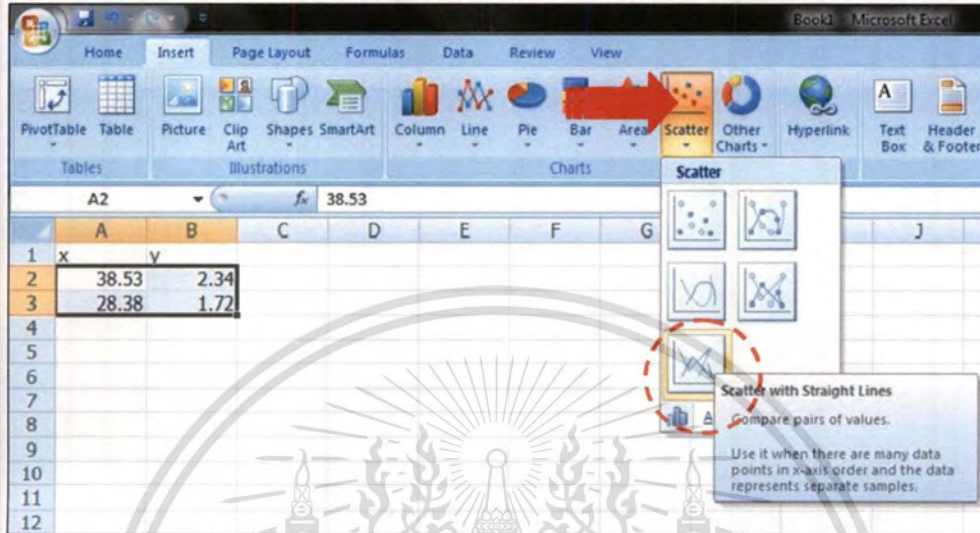 Book1 Microsoft Excel
Home Insert Page Layout Formulas Data Review View
PivotTable Table Picture Clip Art Shapes SmartArt Column Line Pie Bar Area Scatter Other Charts Hyperlink Text Box Header & Footer
Tables Illustrations Charts
Scatter
A2 fx 38.53
A B C D E F G J
1 x y
2 38.53 2.34
3 28.38 1.72
4
5
6
7
8
9
10
11
12
Scatter with Straight Lines
Compare pairs of values.
Use it when there are many data
points in x-axis order and the data
represents separate samples.